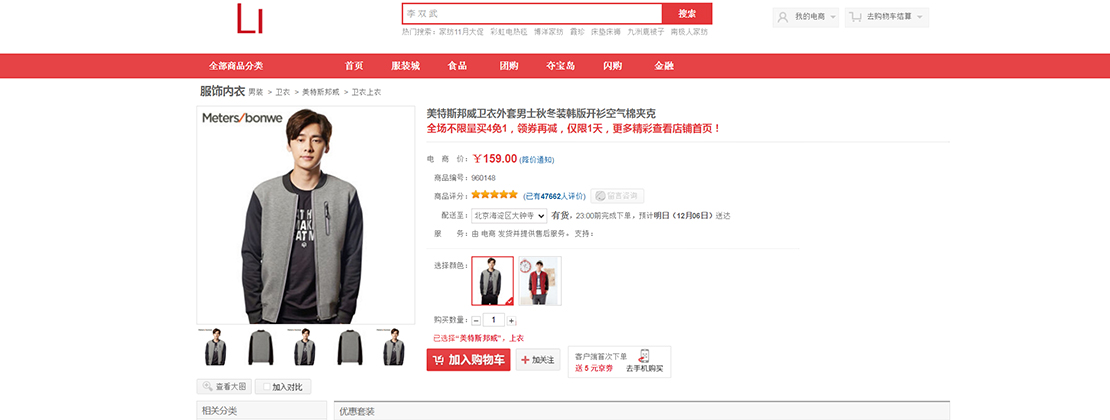 LI
李 双 武
搜索
热门搜索：家纺11月大促 彩虹电热毯 博洋家纺 霞珍 床垫床褥 九洲鹿被子 南极人家纺
我的电商
去购物车结算
全部商品分类 首页 服装城 食品 团购 夺宝岛 闪购 金融
服饰内衣 男装 > 卫衣 > 美特斯邦威 > 卫衣上衣
Meters/bonwe
美特斯邦威卫衣外套男士秋冬装韩版开衫空气棉夹克
全场不限量买4免1，领券再减，仅限1天，更多精彩查看店铺首页！
电 商 价：￥159.00 (降价通知)
商品编号：960148
商品评分： (已有47662人评价) 留言咨询
配送至：北京海淀区大钟寺 有货，23:00前完成下单，预计明日（12月06日）送达
服 务：由 电商 发货并提供售后服务。支持：
选择颜色：
购买数量： － 1 +
已选择“美特斯邦威”，上衣
加入购物车
加关注
客户端首次下单
送 5 元京券
去手机购买
查看大图
加入对比
相关分类
优惠套装